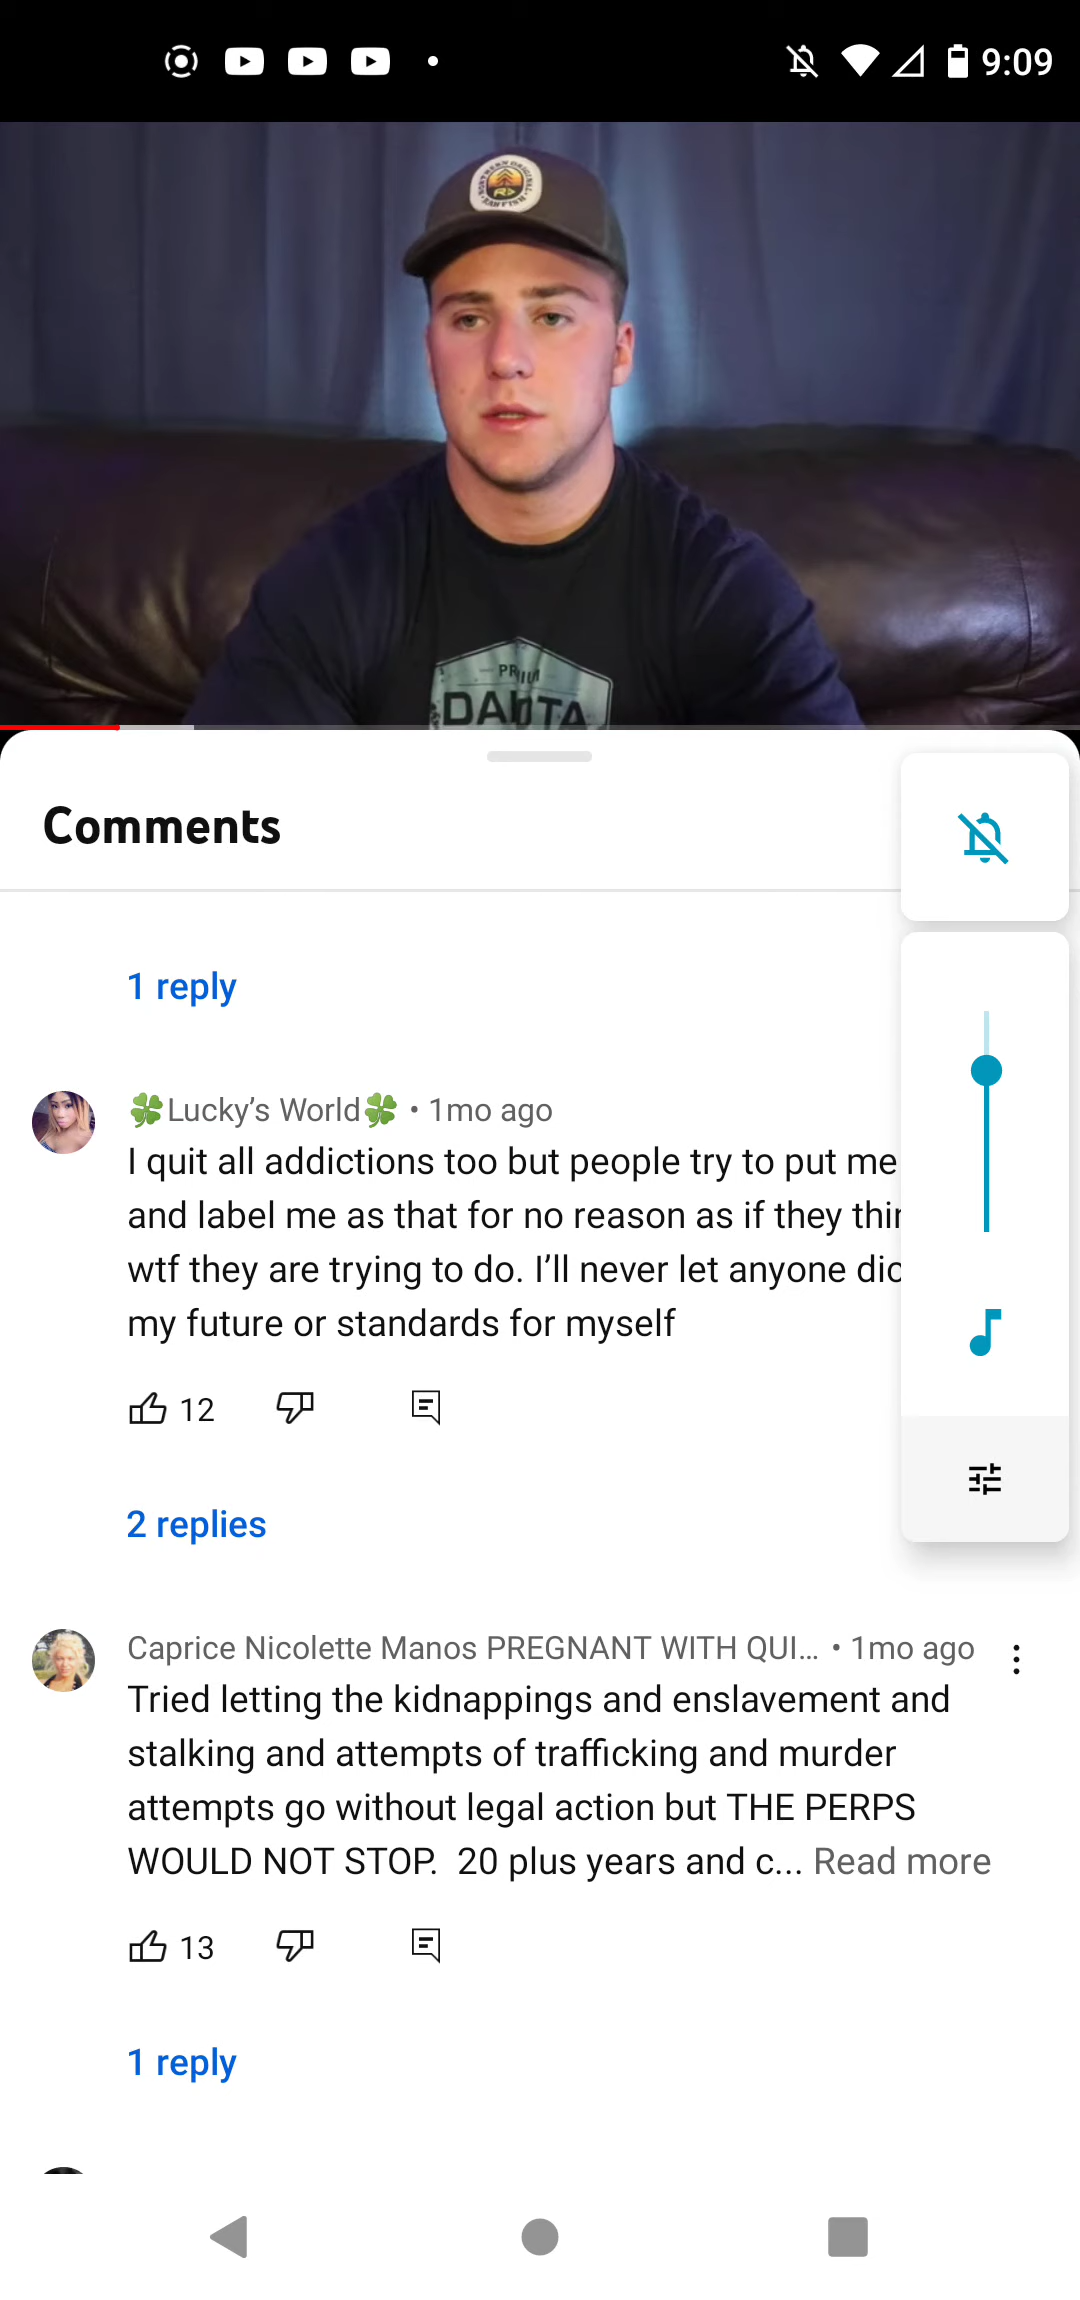 9:09
DAKOTA
Comments
1 reply
🍀Lucky’s World🍀 • 1mo ago
I quit all addictions too but people try to put me
and label me as that for no reason as if they
wtf they are trying to do. I’ll never let anyone
my future or standards for myself
12
2 replies
Caprice Nicolette Manos PREGNANT WITH QUI... • 1mo ago
Tried letting the kidnappings and enslavement and
stalking and attempts of trafficking and murder
attempts go without legal action but THE PERPS
WOULD NOT STOP.  20 plus years and c... Read more
13
1 reply